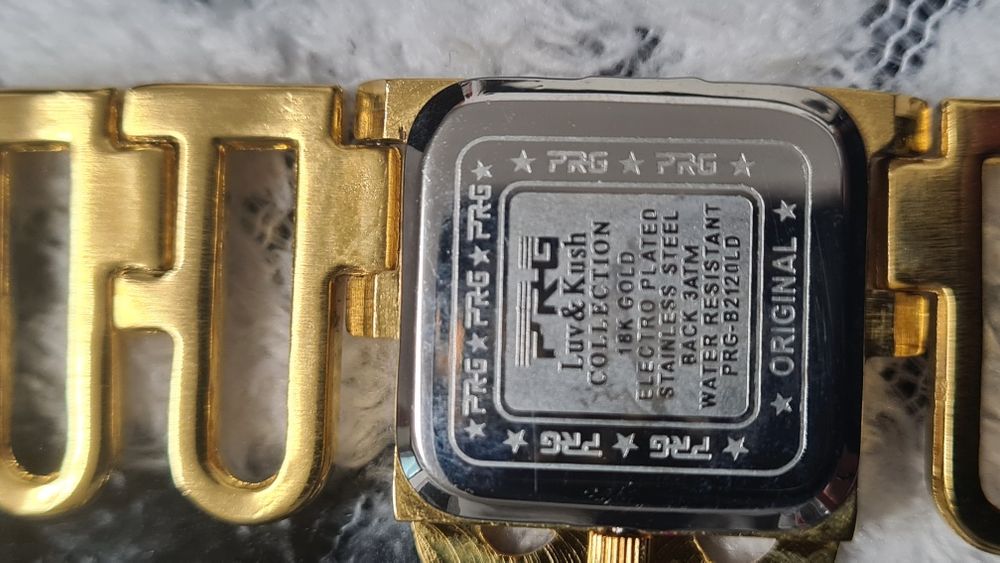 ★ PRG ★ PRG ★ PRG ★
PRG
Luv & Kush
COLLECTION
18K GOLD
ELECTRO PLATED
STAINLESS STEEL
BACK 3ATM
WATER RESISTANT
PRG-B2120LD
★ PRG ★ PRG ★
★ PRG ★ PRG ★
★ ORIGINAL ★